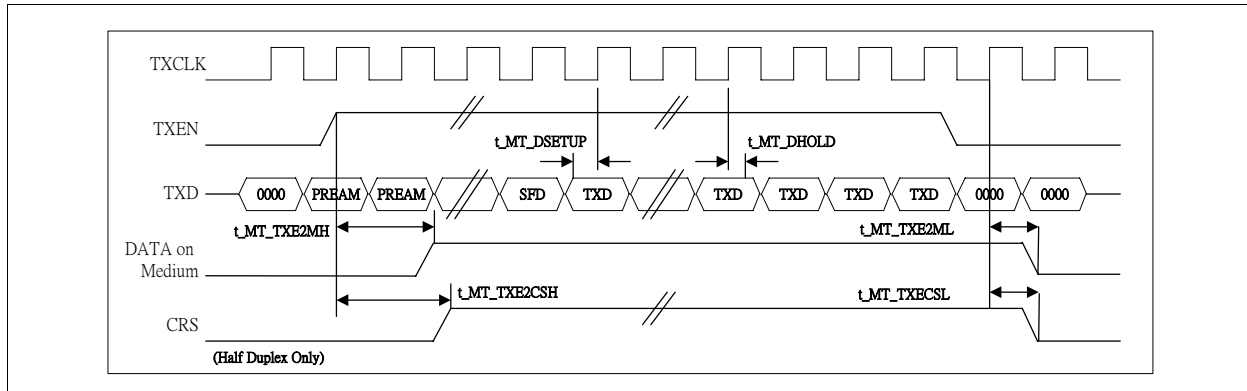 TXCLK
TXEN
t_MT_DSETUP
t_MT_DHOLD
TXD
0000
PREAM
PREAM
SFD
TXD
TXD
TXD
TXD
TXD
0000
0000
t_MT_TXE2MH
t_MT_TXE2ML
DATA on
Medium
t_MT_TXE2CSH
t_MT_TXECSL
CRS
(Half Duplex Only)